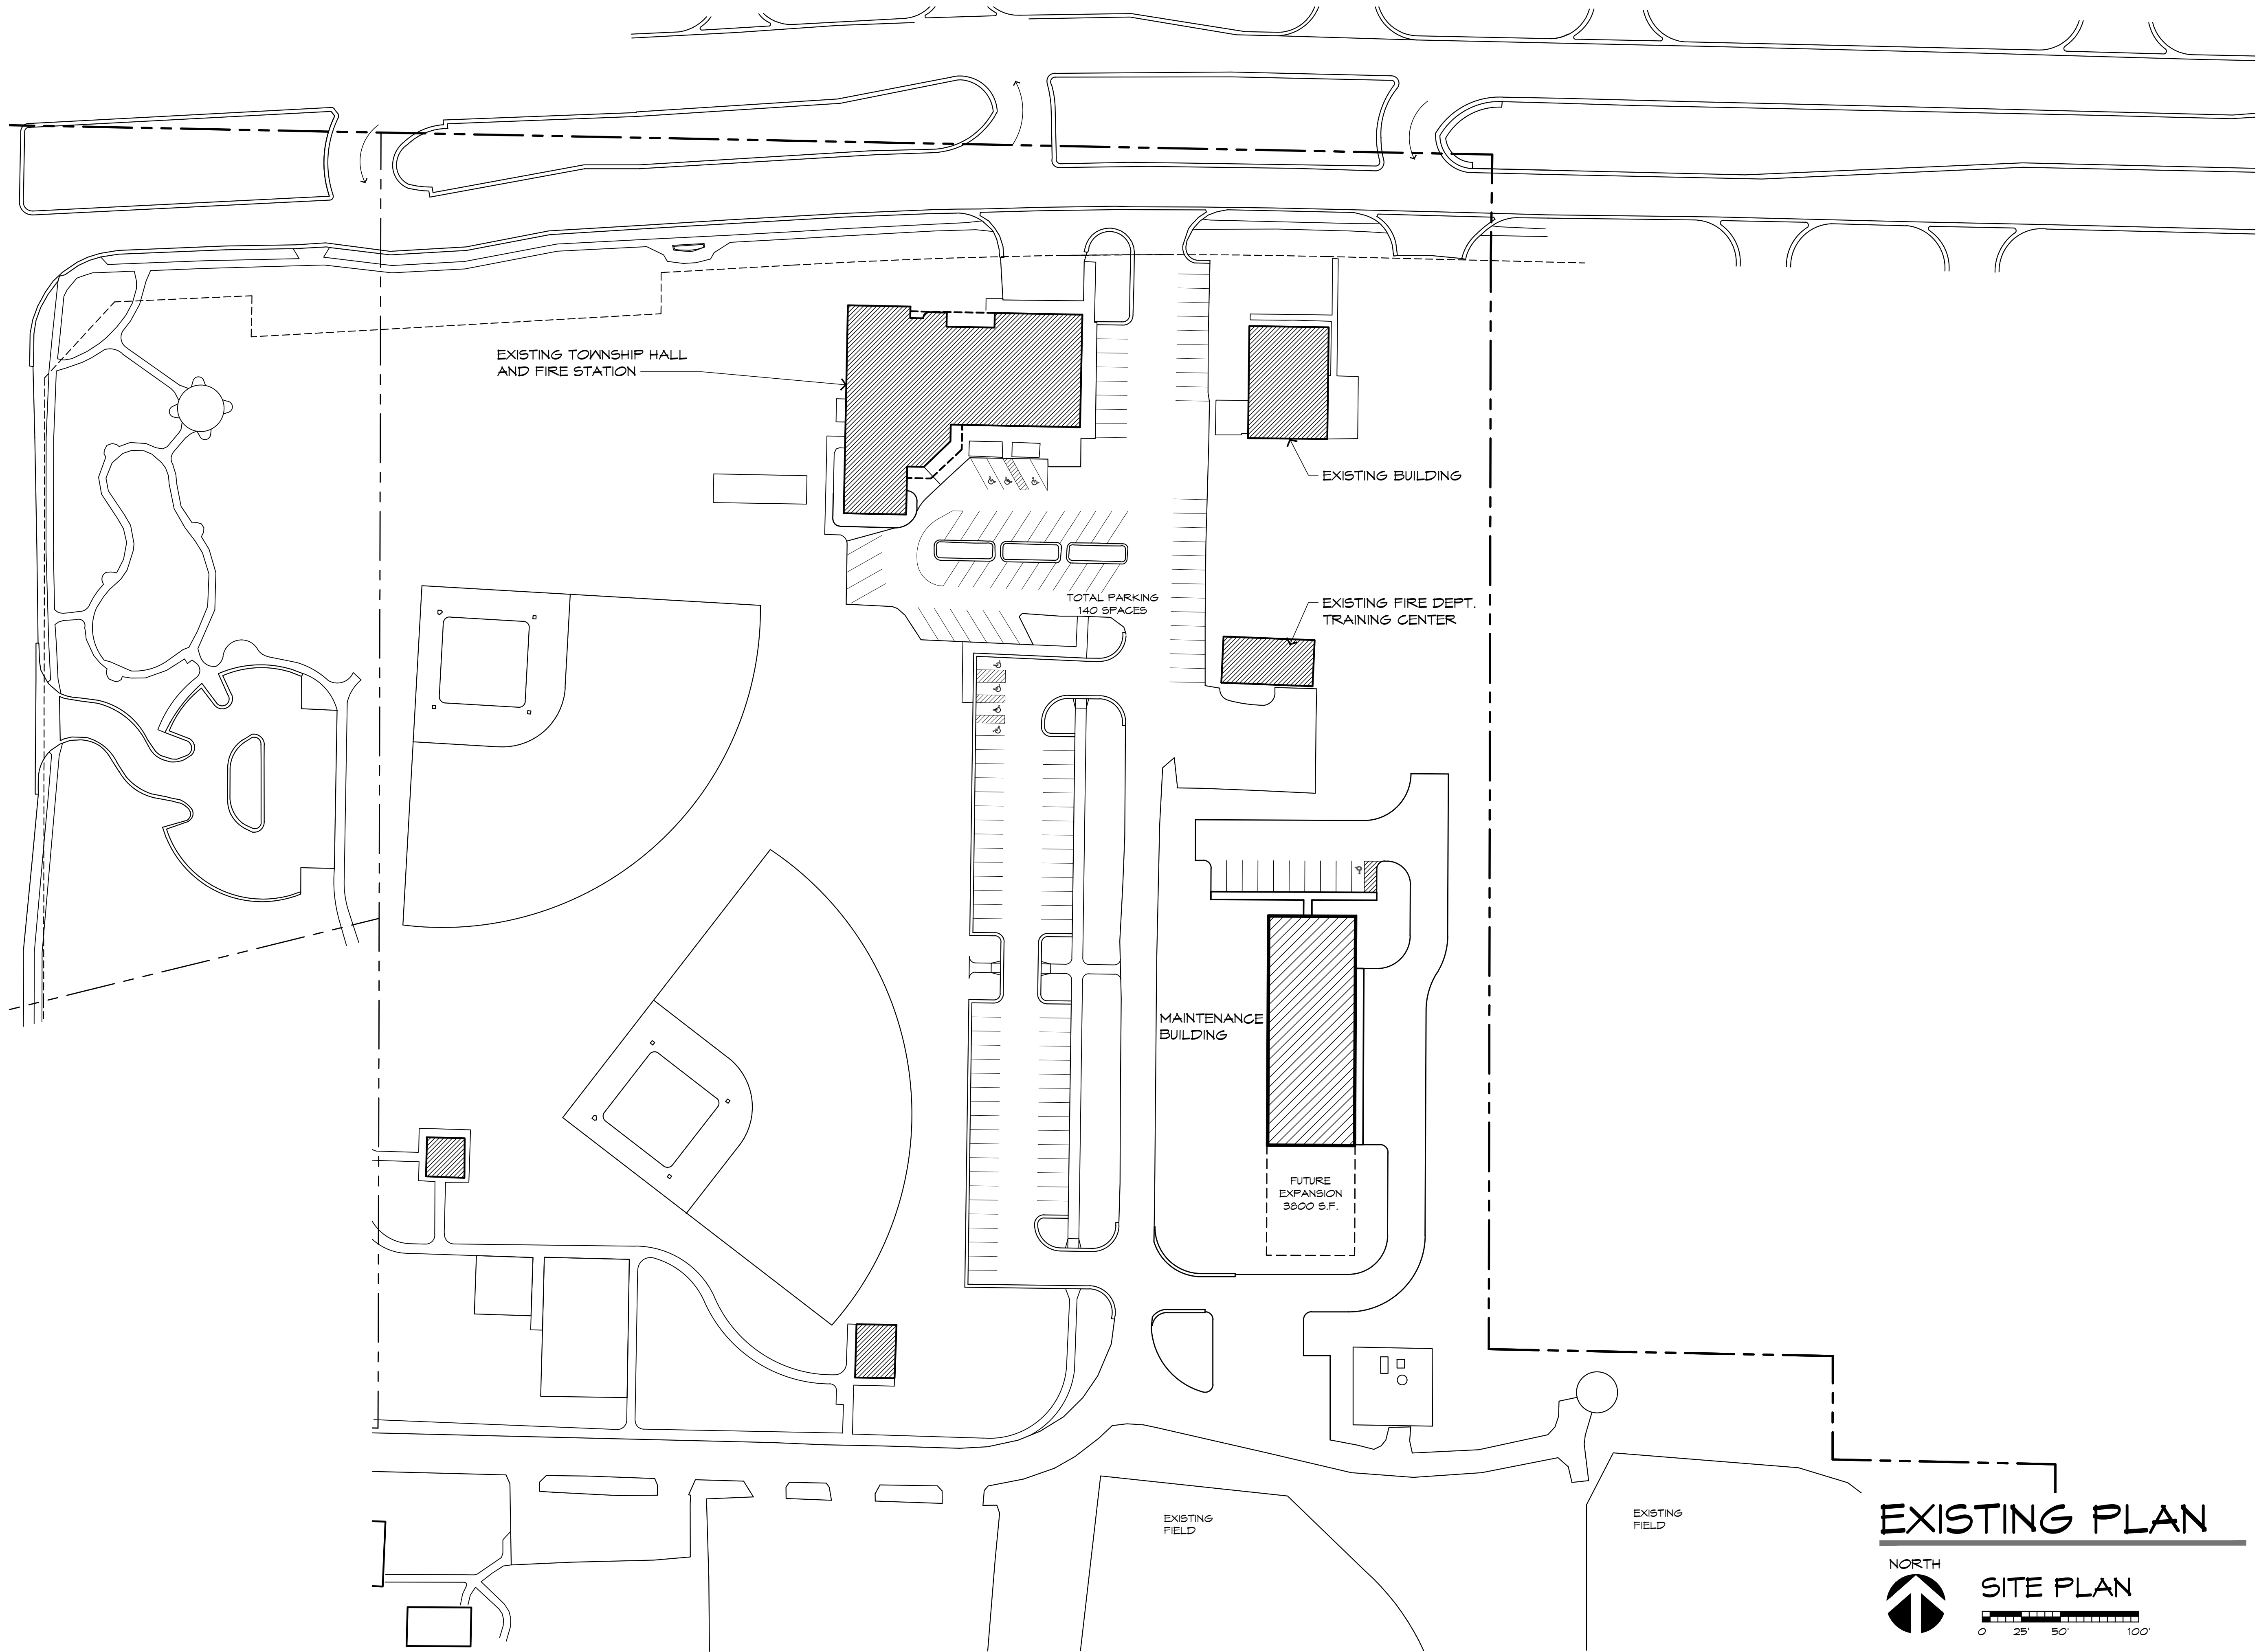 EXISTING TOWNSHIP HALL
AND FIRE STATION
EXISTING BUILDING
TOTAL PARKING
140 SPACES
EXISTING FIRE DEPT.
TRAINING CENTER
MAINTENANCE
BUILDING
FUTURE
EXPANSION
3800 S.F.
EXISTING
FIELD
EXISTING
FIELD
EXISTING PLAN
NORTH
SITE PLAN
0 25' 50' 100'